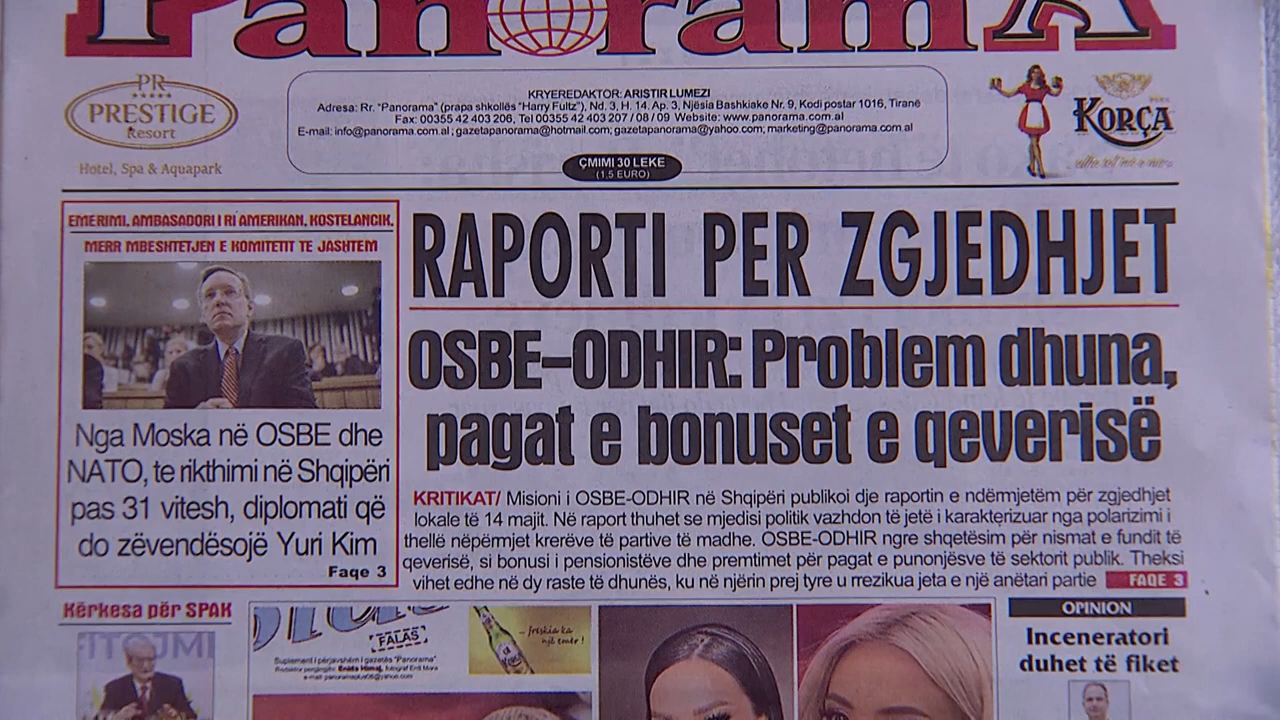 PanoramA
PR
PRESTIGE
Resort
Hotel, Spa & Aquapark
KRYEREDAKTOR: ARISTIR LUMEZI
Adresa: Rr. "Panorama" (prapa shkollës "Harry Fultz"), Nd. 3, H. 14. Ap. 3, Njësia Bashkiake Nr. 9, Kodi postar 1016, Tiranë
Fax: 00355 42 403 206, Tel 00355 42 403 207 / 08 / 09 Website: www.panorama.com.al
E-mail: info@panorama.com.al; gazetapanorama@hotmail.com; gazetapanorama@yahoo.com; marketing@panorama.com.al
ÇMIMI 30 LEKE
(1.5 EURO)
KORÇA
EMERIMI, AMBASADORI I RI AMERIKAN, KOSTELANCIK,
MERR MBESHTETJEN E KOMITETIT TE JASHTEM
Nga Moska në OSBE dhe
NATO, te rikthimi në Shqipëri
pas 31 vitesh, diplomati që
do zëvendësojë Yuri Kim
Faqe 3
RAPORTI PER ZGJEDHJET
OSBE-ODHIR: Problem dhuna,
pagat e bonuset e qeverisë
KRITIKAT/ Misioni i OSBE-ODHIR në Shqipëri publikoi dje raportin e ndërmjetëm për zgjedhjet
lokale të 14 majit. Në raport thuhet se mjedisi politik vazhdon të jetë i karakterizuar nga polarizimi i
thellë nëpërmjet krerëve të partive të madhe. OSBE-ODHIR ngre shqetësim për nismat e fundit të
qeverisë, si bonusi i pensionistëve dhe premtimet për pagat e punonjësve të sektorit publik. Theksi
vihet edhe në dy raste të dhunës, ku në njërin prej tyre u rrezikua jeta e një anëtari partie FAQE 3
Kërkesa për SPAK
FALAS
Suplement i përjavshëm i gazetës "Panorama"
... freshia ka
një emër!
OPINION
Inceneratori
duhet të fiket